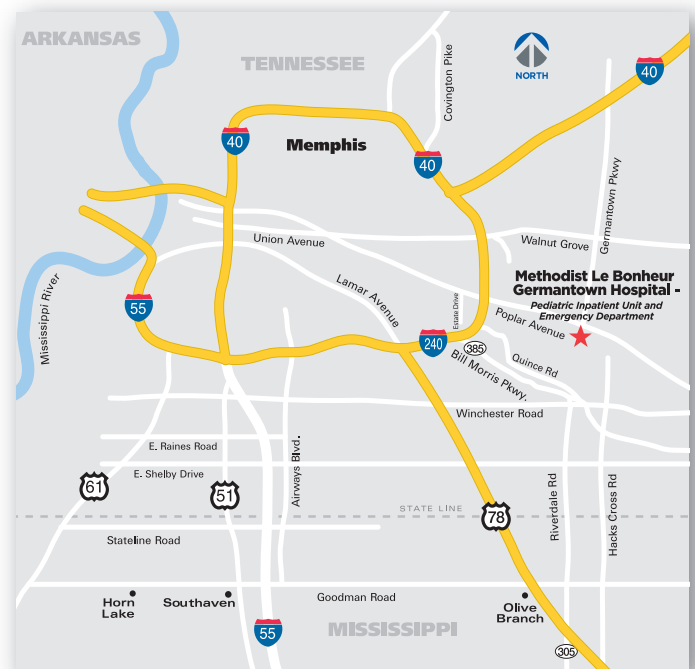 ARKANSAS
TENNESSEE
NORTH
Covington Pike
40
40
Memphis
40
Germantown Pkwy
Union Avenue
Walnut Grove
Mississippi River
Lamar Avenue
Methodist Le Bonheur
Germantown Hospital -
Pediatric Inpatient Unit and
Emergency Department
Estate Drive
Poplar Avenue
55
240
385
Quince Rd
Bill Morris Pkwy.
Winchester Road
E. Raines Road
Airways Blvd.
E. Shelby Drive
61
51
Riverdale Rd
Hacks Cross Rd
STATE LINE
78
Stateline Road
Horn
Lake
Southaven
Goodman Road
Olive
Branch
55
MISSISSIPPI
305